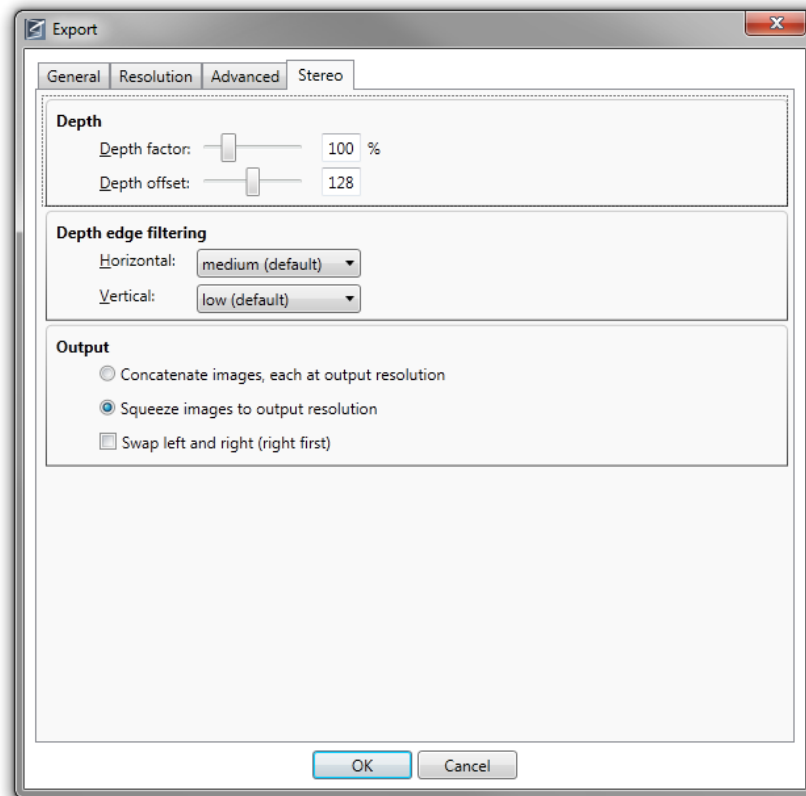 Export
General Resolution Advanced Stereo
Depth
Depth factor: 100 %
Depth offset: 128
Depth edge filtering
Horizontal: medium (default)
Vertical: low (default)
Output
Concatenate images, each at output resolution
Squeeze images to output resolution
Swap left and right (right first)
OK Cancel